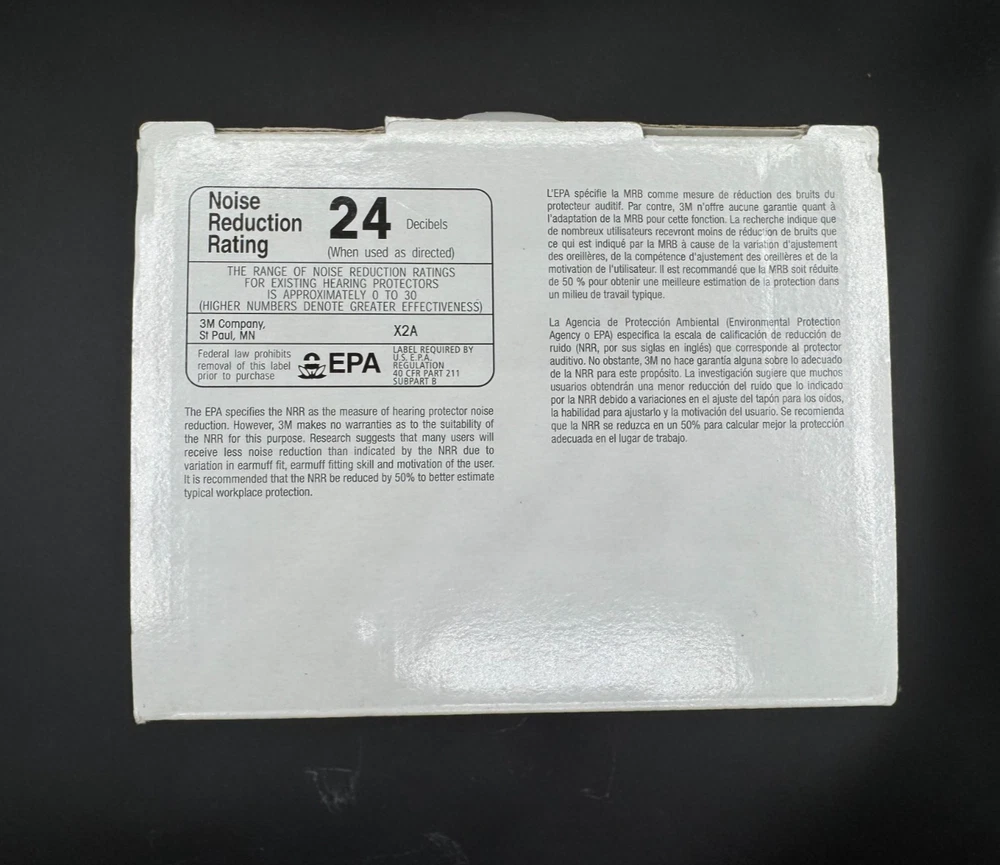 Noise
Reduction
Rating
24
Decibels
(When used as directed)
THE RANGE OF NOISE REDUCTION RATINGS
FOR EXISTING HEARING PROTECTORS
IS APPROXIMATELY 0 TO 30
(HIGHER NUMBERS DENOTE GREATER EFFECTIVENESS)
3M Company,
St Paul, MN
X2A
Federal law prohibits
removal of this label
prior to purchase
EPA
LABEL REQUIRED BY
U.S. E.P.A.
REGULATION
40 CFR PART 211
SUBPART B
The EPA specifies the NRR as the measure of hearing protector noise
reduction. However, 3M makes no warranties as to the suitability of
the NRR for this purpose. Research suggests that many users will
receive less noise reduction than indicated by the NRR due to
variation in earmuff fit, earmuff fitting skill and motivation of the user.
It is recommended that the NRR be reduced by 50% to better estimate
typical workplace protection.
L'EPA spécifie la MRB comme mesure de réduction des bruits du
protecteur auditif. Par contre, 3M n'offre aucune garantie quant à
l'adaptation de la MRB pour cette fonction. La recherche indique que
de nombreux utilisateurs recevront moins de réduction de bruits que
ce qui est indiqué par la MRB à cause de la variation d'ajustement
des oreillères, de la compétence d'ajustement des oreillères et de la
motivation de l'utilisateur. Il est recommandé que la MRB soit réduite
de 50 % pour obtenir une meilleure estimation de la protection dans
un milieu de travail typique.
La Agencia de Protección Ambiental (Environmental Protection
Agency o EPA) especifica la escala de calificación de reducción de
ruido (NRR, por sus siglas en inglés) que corresponde al protector
auditivo. No obstante, 3M no hace garantía alguna sobre lo adecuado
de la NRR para este propósito. La investigación sugiere que muchos
usuarios obtendrán una menor reducción del ruido que lo indicado
por la NRR debido a variaciones en el ajuste del tapón para los oídos,
la habilidad para ajustarlo y la motivación del usuario. Se recomienda
que la NRR se reduzca en un 50% para calcular mejor la protección
adecuada en el lugar de trabajo.